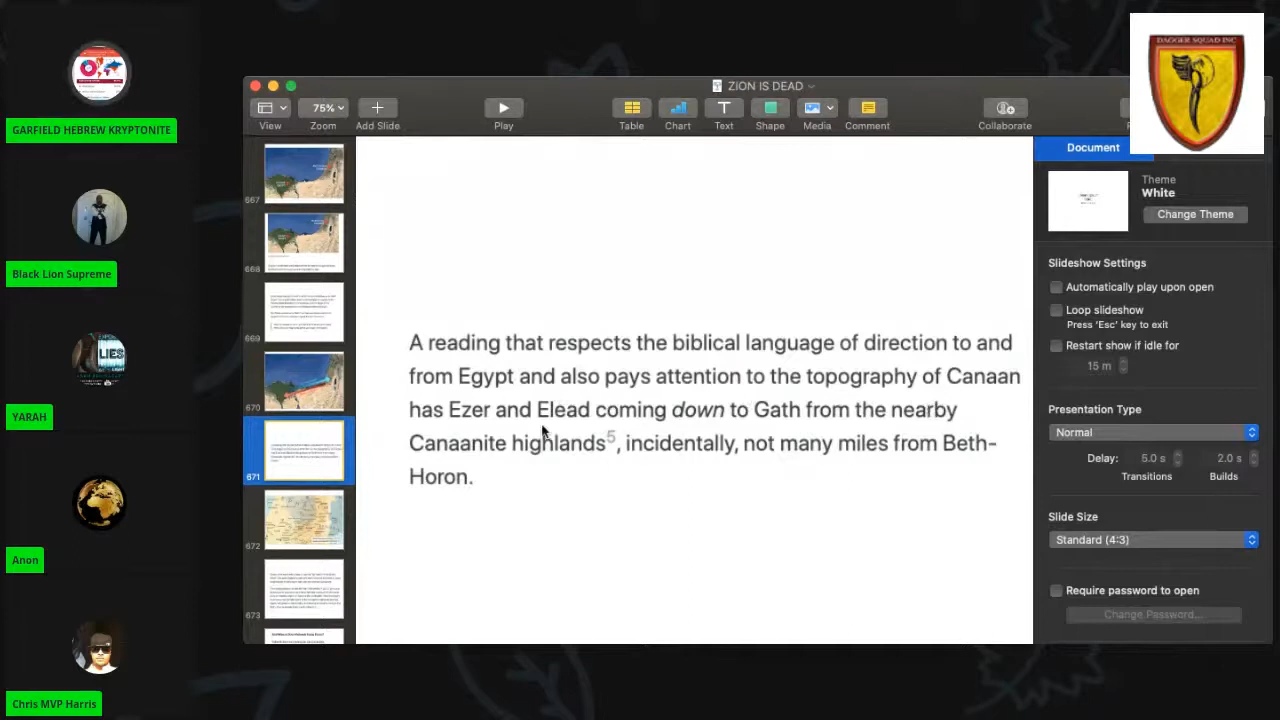 GARFIELD HEBREW KRYPTONITE
Black Lion Supreme
LIES
YARAH
Anon
Chris MVP Harris
DAGGER SQUAD INC
ZION IS DEAD
75%
View
Zoom
Add Slide
Play
Table
Chart
Text
Shape
Media
Comment
Collaborate
667
668
669
670
671
672
673
A reading that respects the biblical language of direction to and
from Egypt and also pays attention to the topography of Canaan
has Ezer and Elead coming down to Gath from the nearby
Canaanite highlands5, incidentally, not many miles from Beth-
Horon.
Document
Theme
White
Change Theme
Slideshow Settings
Automatically play upon open
Loop slideshow
Press 'Esc' key to exit
Restart show if idle for
15 m
Presentation Type
Normal
Delay:
5.0 s
2.0 s
Transitions
Builds
Slide Size
Standard (4:3)
Require password to open
Change Password...